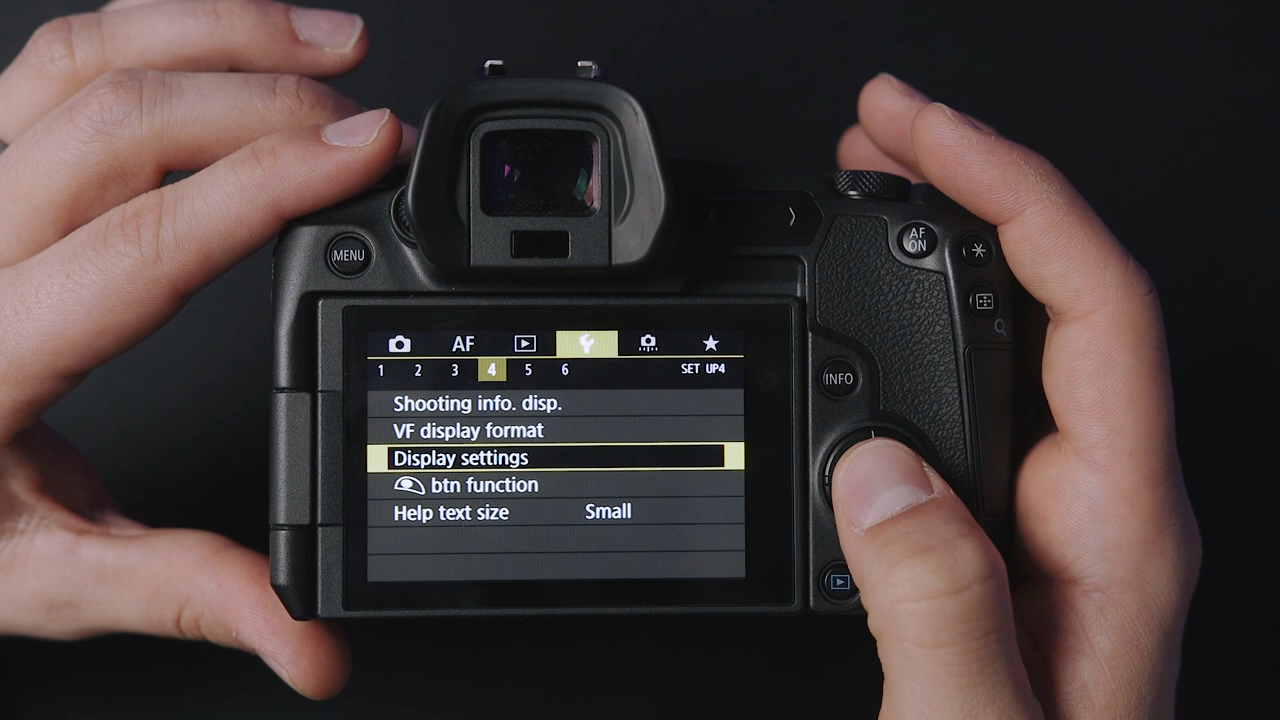 AF
ON
MENU
AF
1 2 3 4 5 6 SET UP4
Shooting info. disp.
VF display format
Display settings
btn function
Help text size Small
INFO